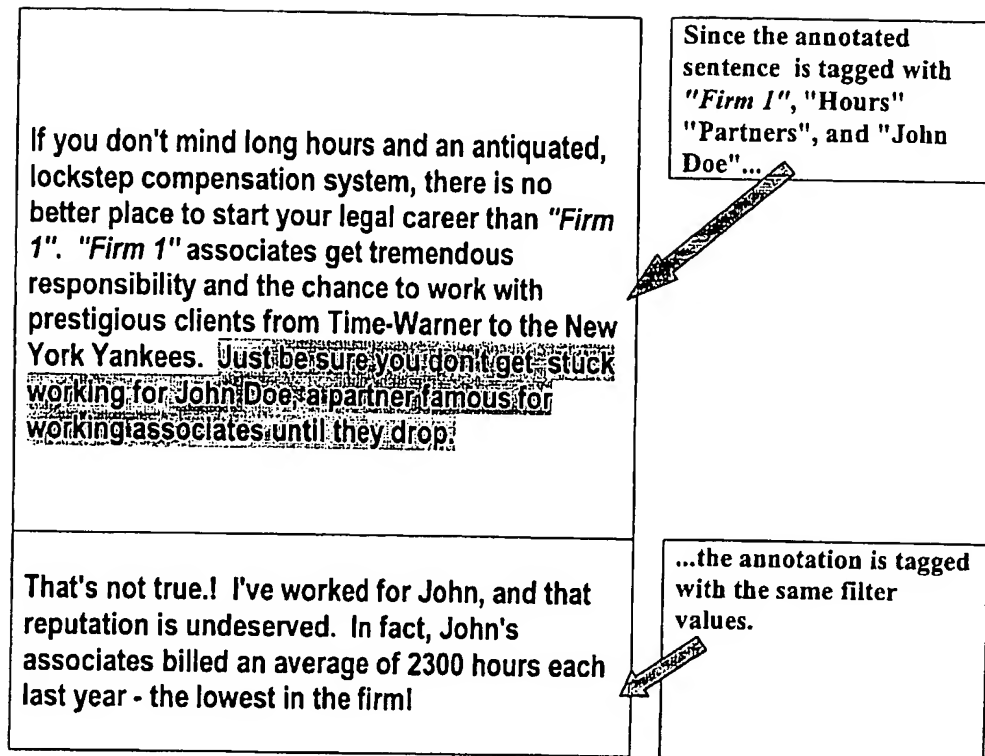 Since the annotated
sentence is tagged with
"Firm 1", "Hours"
"Partners", and "John
Doe"...
If you don't mind long hours and an antiquated,
lockstep compensation system, there is no
better place to start your legal career than "Firm
1". "Firm 1" associates get tremendous
responsibility and the chance to work with
prestigious clients from Time-Warner to the New
York Yankees. Just be sure you don't get stuck
working for John Doe, a partner famous for
working associates until they drop.
...the annotation is tagged
with the same filter
values.
That's not true.! I've worked for John, and that
reputation is undeserved. In fact, John's
associates billed an average of 2300 hours each
last year - the lowest in the firm!